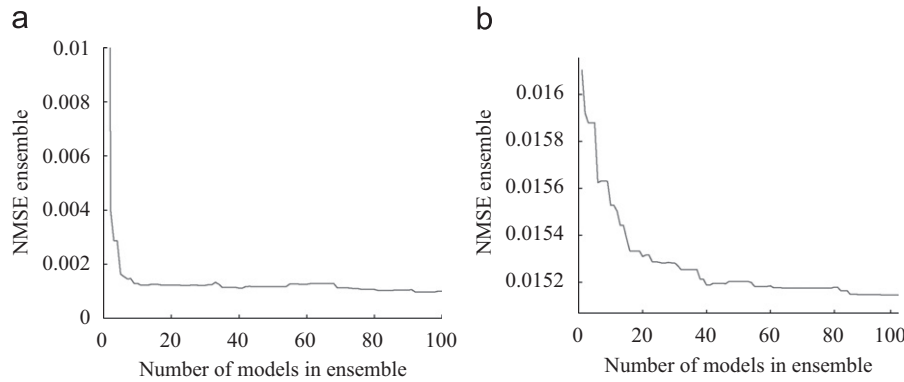 a
0.01
0.008
0.006
0.004
0.002
0
NMSE ensemble
0 20 40 60 80 100
Number of models in ensemble
b
0.016
0.0158
0.0156
0.0154
0.0152
NMSE ensemble
0 20 40 60 80 100
Number of models in ensemble